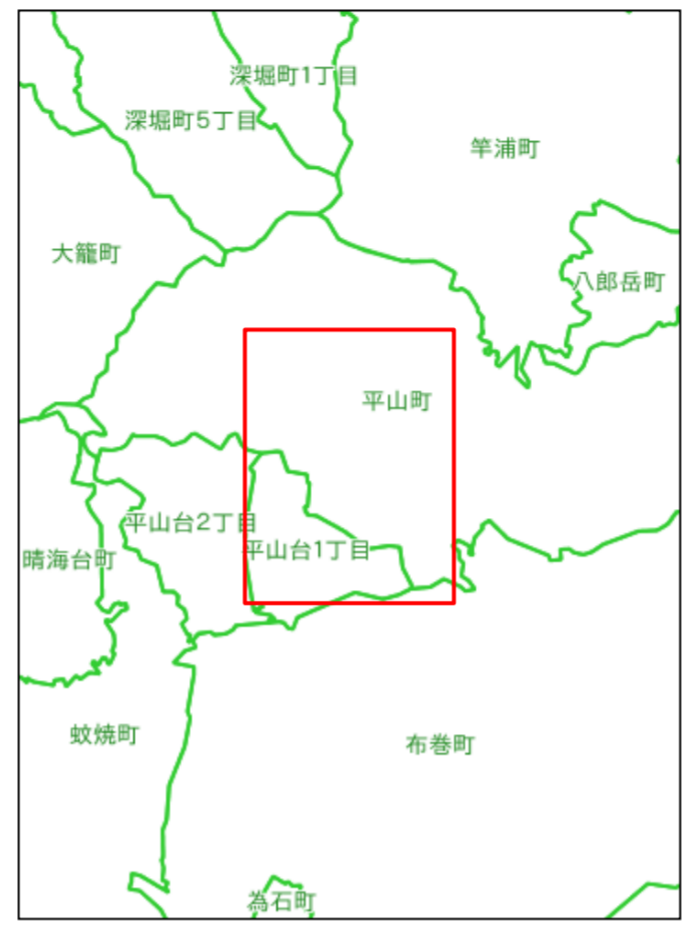 深堀町1丁目
深堀町5丁目
竿浦町
大籠町
八郎岳町
平山町
平山台2丁目
平山台1丁目
晴海台町
蚊焼町
布巻町
為石町